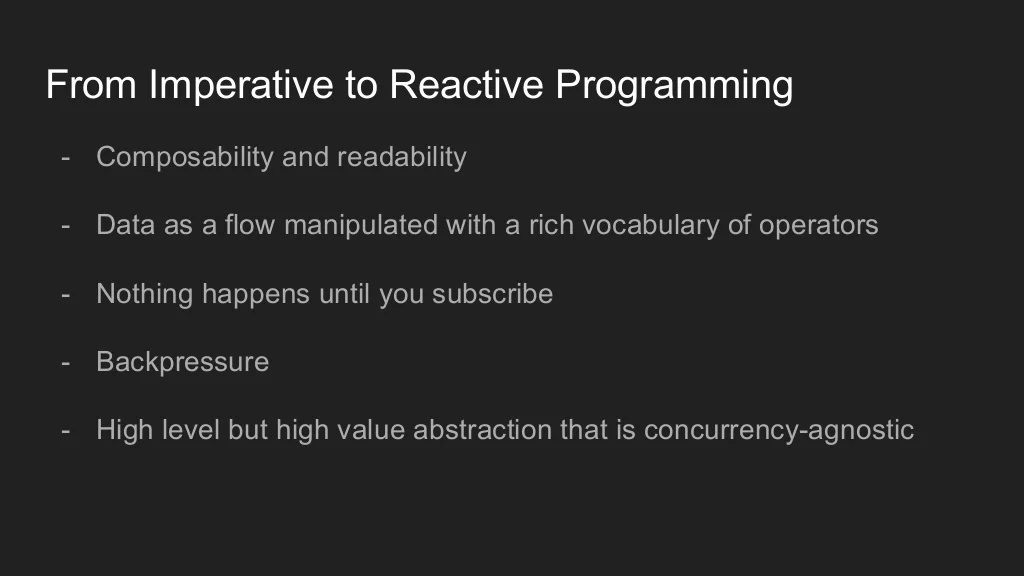 From Imperative to Reactive Programming
- Composability and readability
- Data as a flow manipulated with a rich vocabulary of operators
- Nothing happens until you subscribe
- Backpressure
- High level but high value abstraction that is concurrency-agnostic